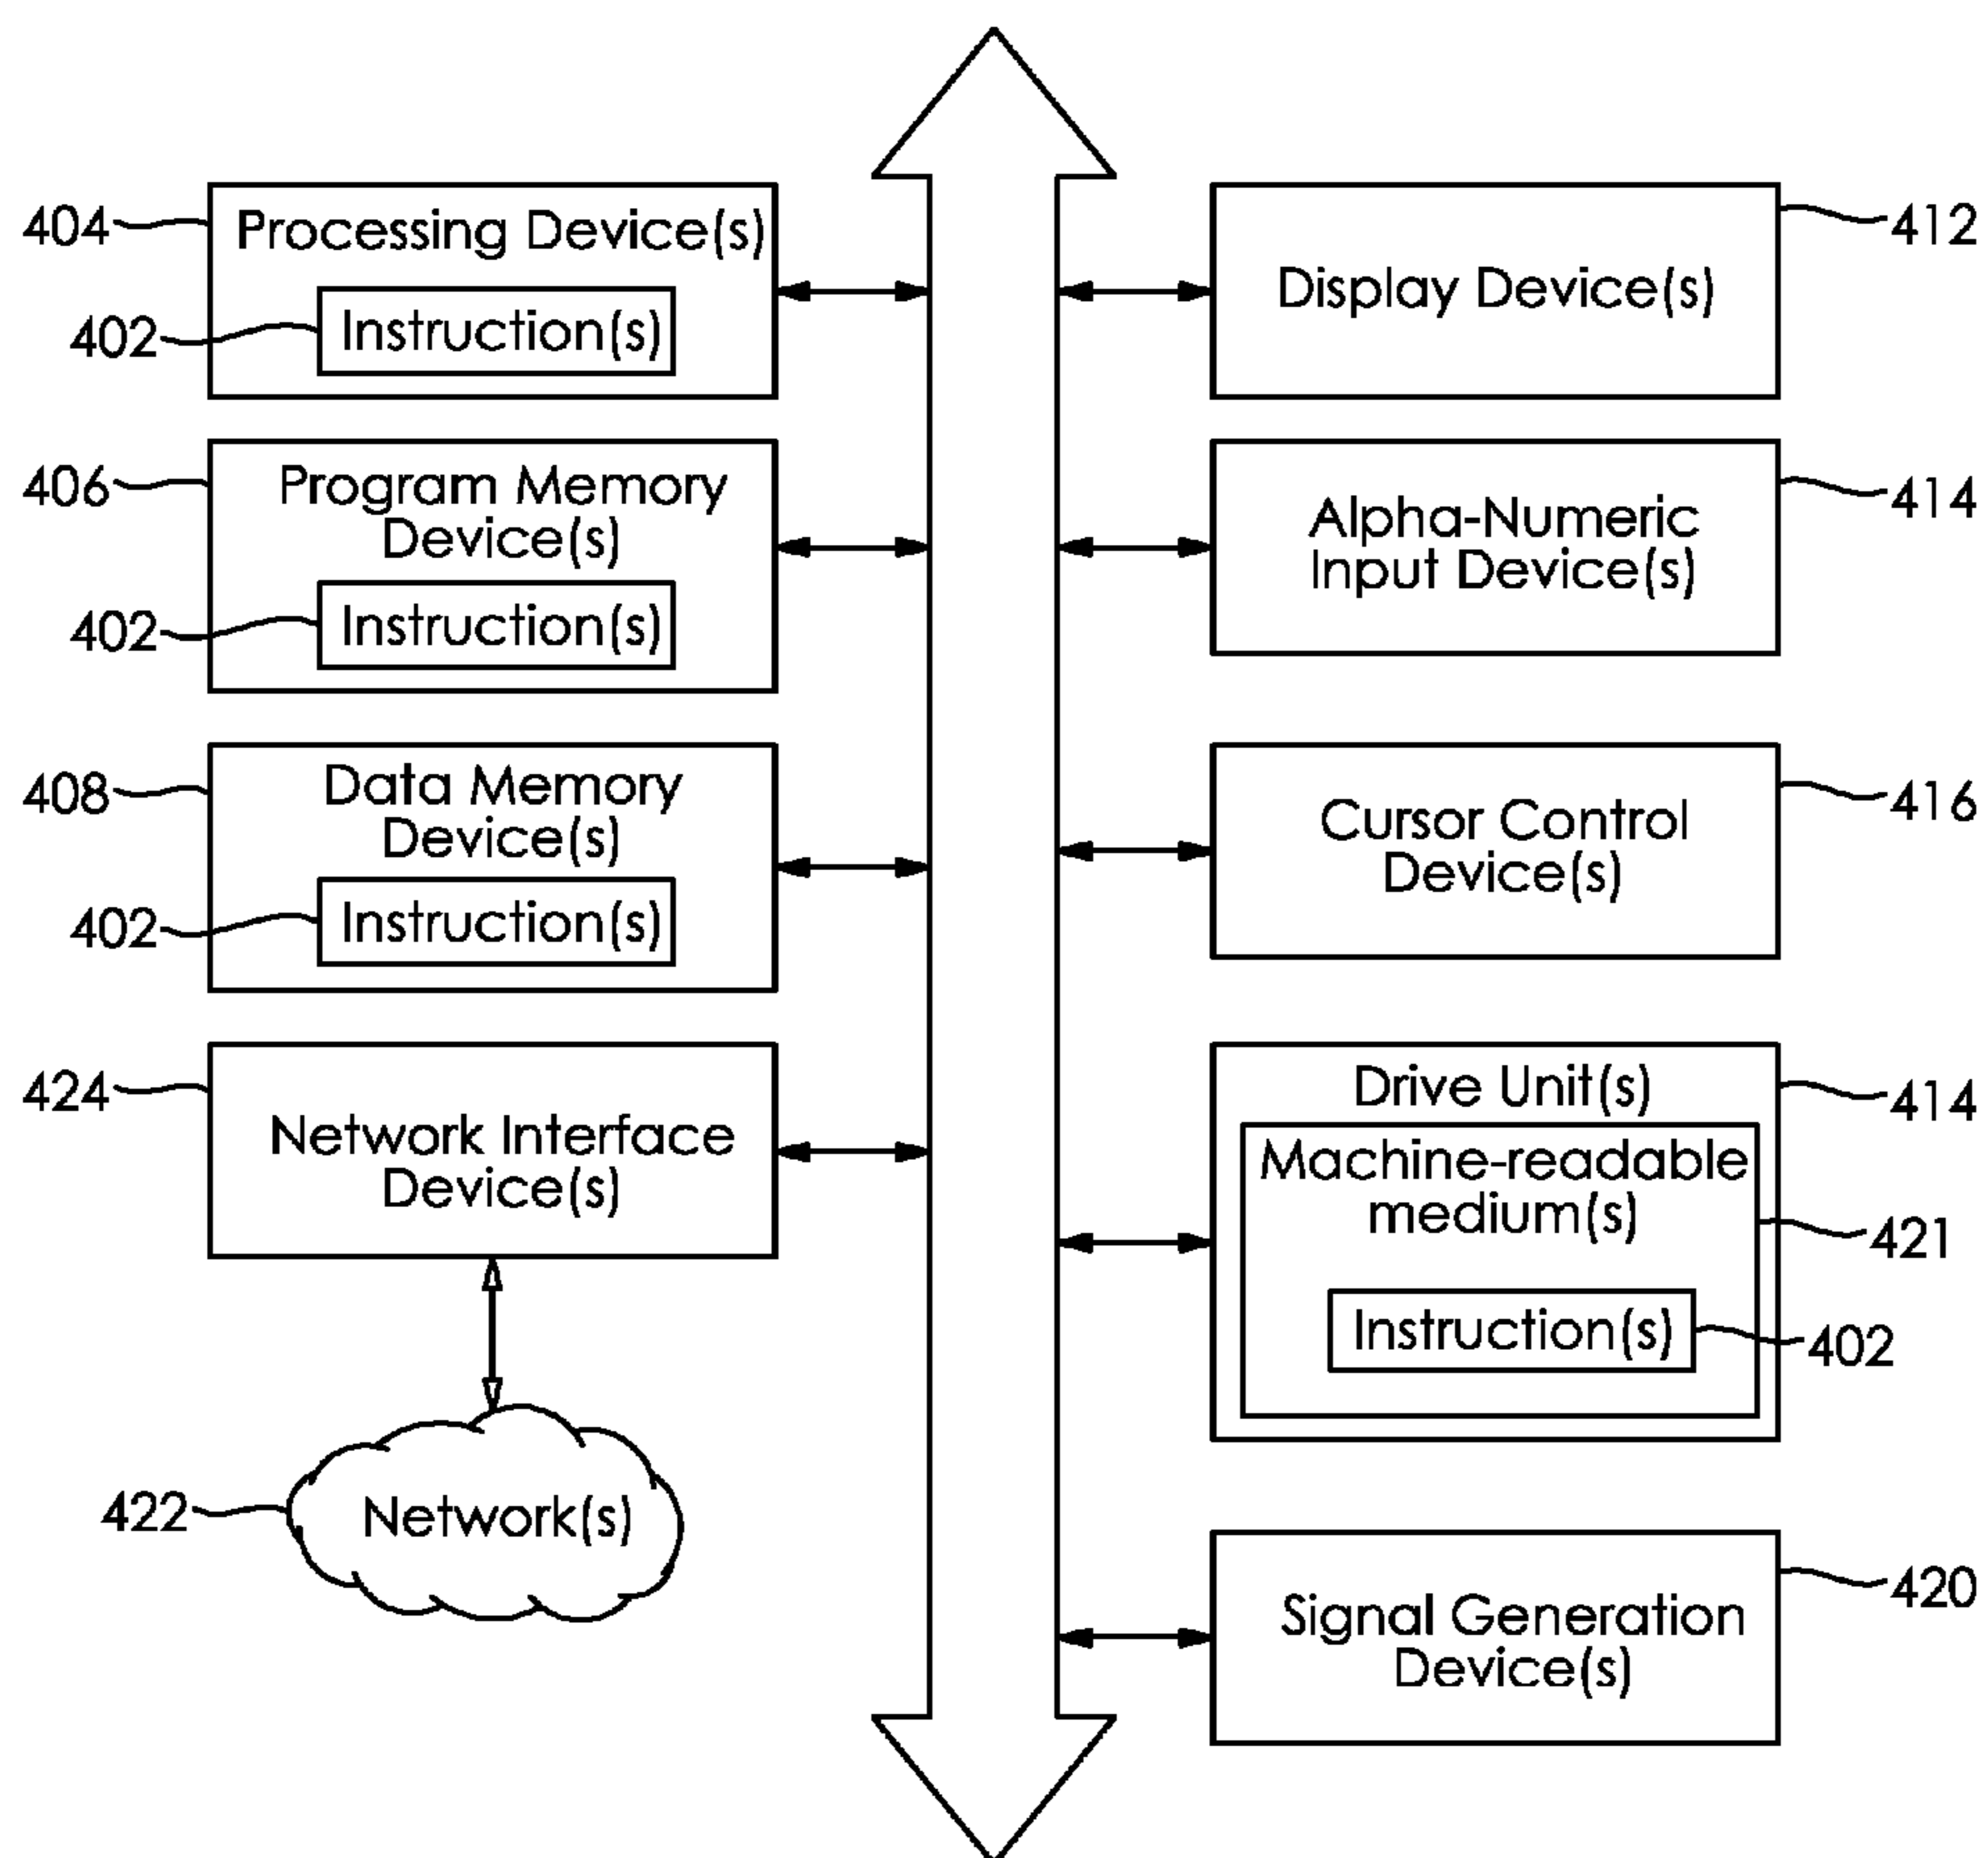 404
Processing Device(s)
402
Instruction(s)
406
Program Memory
Device(s)
402
Instruction(s)
408
Data Memory
Device(s)
402
Instruction(s)
424
Network Interface
Device(s)
422
Network(s)
412
Display Device(s)
414
Alpha-Numeric
Input Device(s)
416
Cursor Control
Device(s)
414
Drive Unit(s)
Machine-readable
medium(s)
421
Instruction(s)
402
420
Signal Generation
Device(s)